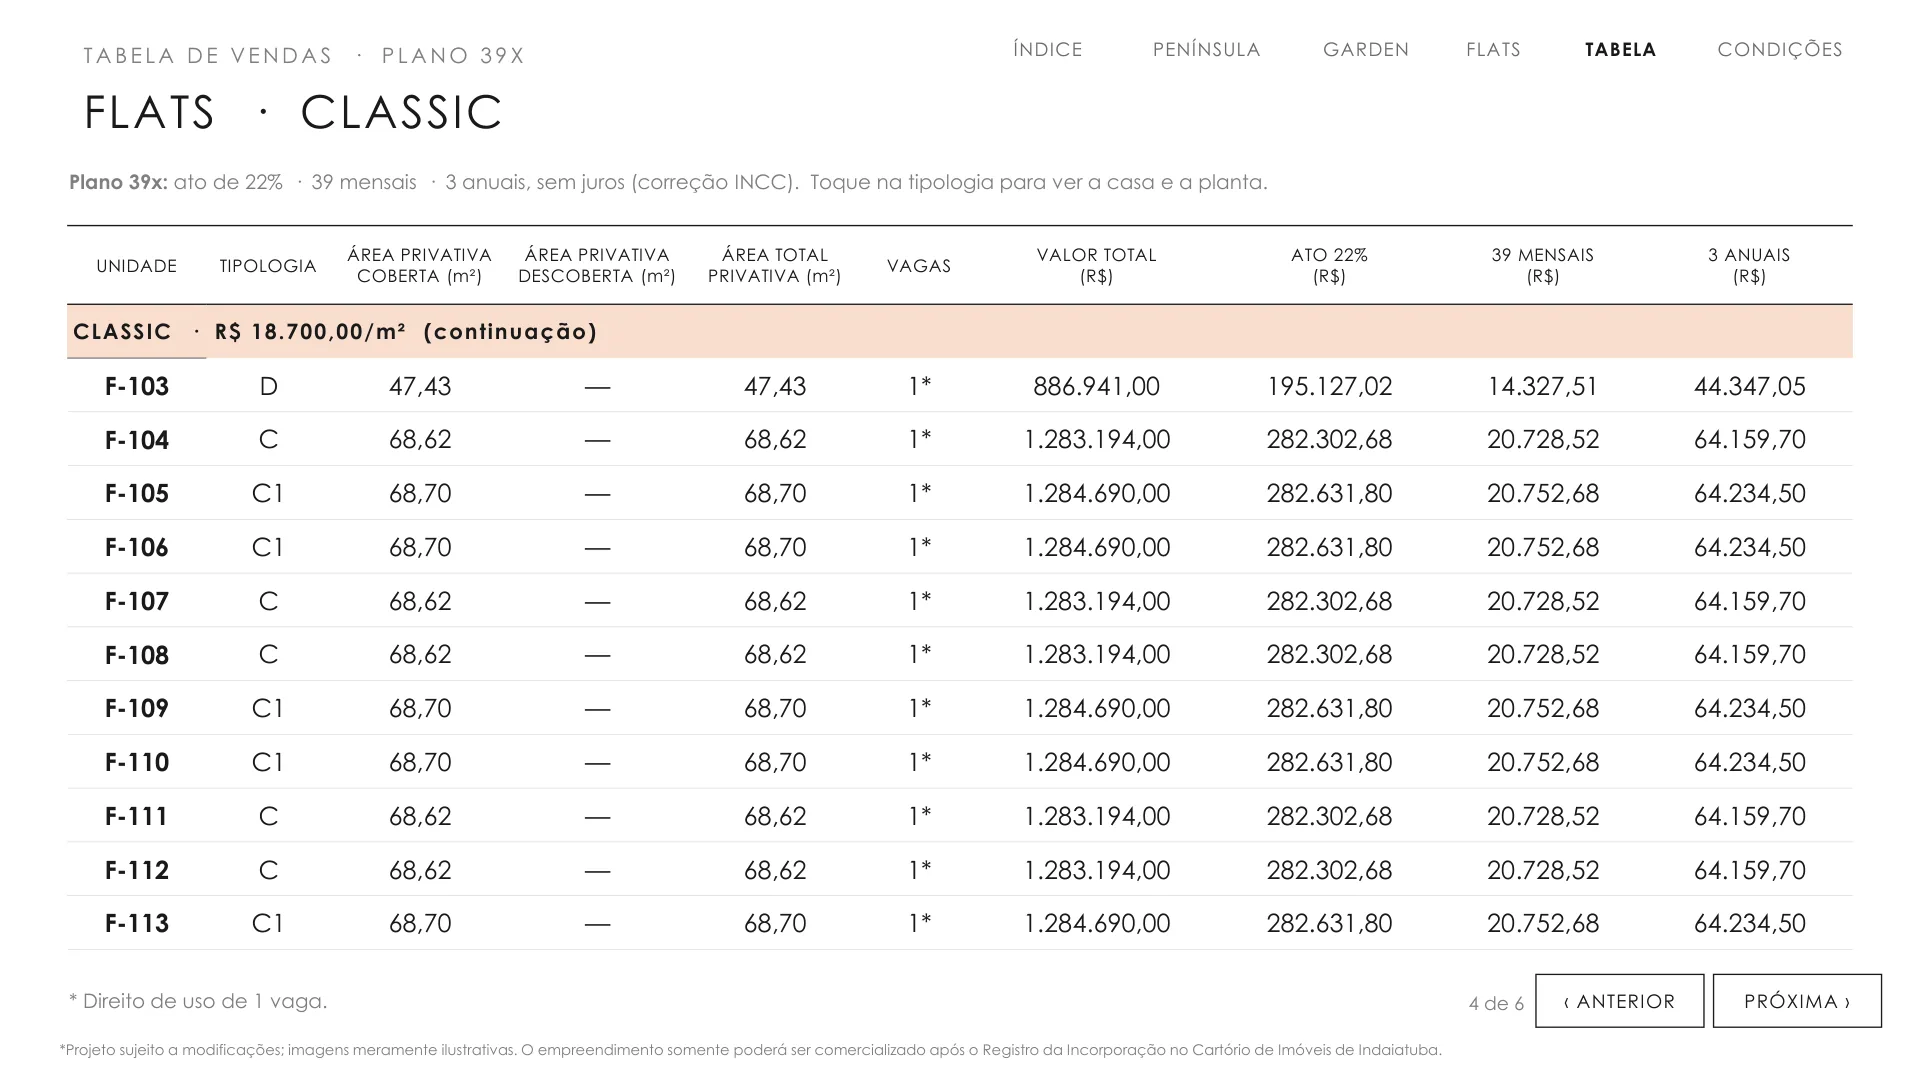 TABELA DE VENDAS · PLANO 39X
ÍNDICE PENÍNSULA GARDEN FLATS TABELA CONDIÇÕES
FLATS · CLASSIC
Plano 39x: ato de 22% · 39 mensais · 3 anuais, sem juros (correção INCC). Toque na tipologia para ver a casa e a planta.
UNIDADE TIPOLOGIA ÁREA PRIVATIVA COBERTA (m²) ÁREA PRIVATIVA DESCOBERTA (m²) ÁREA TOTAL PRIVATIVA (m²) VAGAS VALOR TOTAL (R$) ATO 22% (R$) 39 MENSAIS (R$) 3 ANUAIS (R$)
CLASSIC · R$ 18.700,00/m² (continuação)
F-103 D 47,43 — 47,43 1* 886.941,00 195.127,02 14.327,51 44.347,05
F-104 C 68,62 — 68,62 1* 1.283.194,00 282.302,68 20.728,52 64.159,70
F-105 C1 68,70 — 68,70 1* 1.284.690,00 282.631,80 20.752,68 64.234,50
F-106 C1 68,70 — 68,70 1* 1.284.690,00 282.631,80 20.752,68 64.234,50
F-107 C 68,62 — 68,62 1* 1.283.194,00 282.302,68 20.728,52 64.159,70
F-108 C 68,62 — 68,62 1* 1.283.194,00 282.302,68 20.728,52 64.159,70
F-109 C1 68,70 — 68,70 1* 1.284.690,00 282.631,80 20.752,68 64.234,50
F-110 C1 68,70 — 68,70 1* 1.284.690,00 282.631,80 20.752,68 64.234,50
F-111 C 68,62 — 68,62 1* 1.283.194,00 282.302,68 20.728,52 64.159,70
F-112 C 68,62 — 68,62 1* 1.283.194,00 282.302,68 20.728,52 64.159,70
F-113 C1 68,70 — 68,70 1* 1.284.690,00 282.631,80 20.752,68 64.234,50
* Direito de uso de 1 vaga.
4 de 6 ‹ ANTERIOR PRÓXIMA ›
*Projeto sujeito a modificações; imagens meramente ilustrativas. O empreendimento somente poderá ser comercializado após o Registro da Incorporação no Cartório de Imóveis de Indaiatuba.